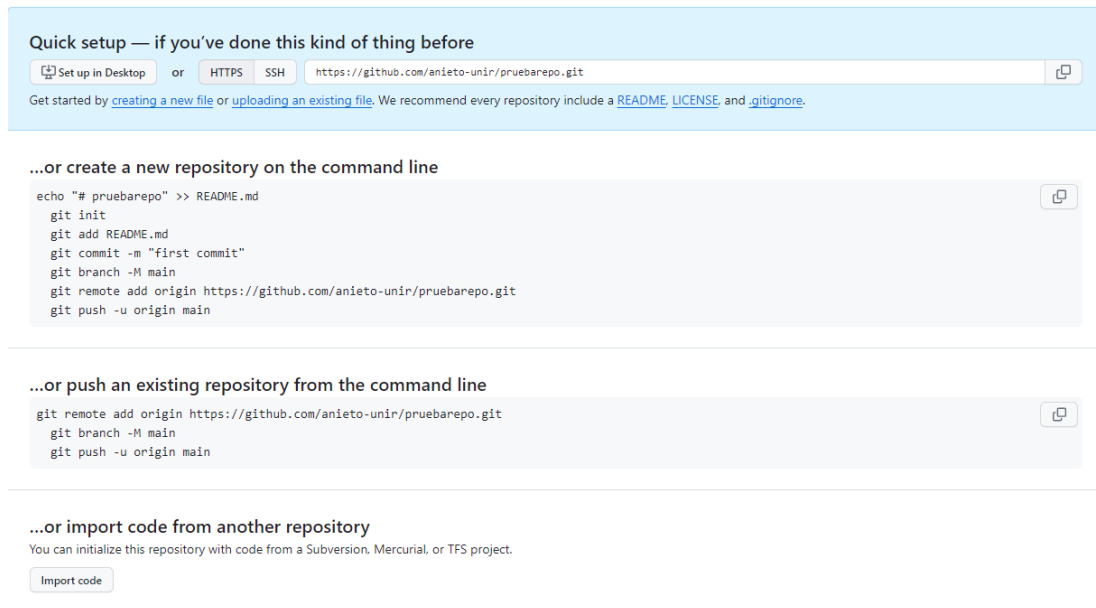 Quick setup — if you've done this kind of thing before
Set up in Desktop or HTTPS SSH https://github.com/anieto-unir/pruebarepo.git
Get started by creating a new file or uploading an existing file. We recommend every repository include a README, LICENSE, and .gitignore.
...or create a new repository on the command line
echo "# pruebarepo" >> README.md
git init
git add README.md
git commit -m "first commit"
git branch -M main
git remote add origin https://github.com/anieto-unir/pruebarepo.git
git push -u origin main
...or push an existing repository from the command line
git remote add origin https://github.com/anieto-unir/pruebarepo.git
git branch -M main
git push -u origin main
...or import code from another repository
You can initialize this repository with code from a Subversion, Mercurial, or TFS project.
Import code